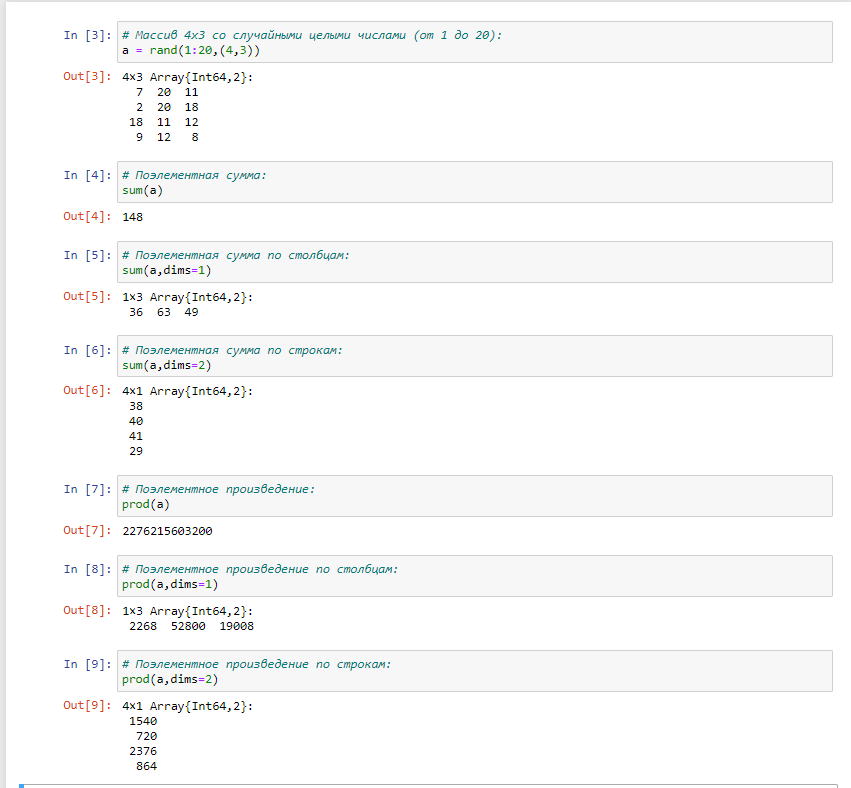 In [3]: # Массив 4x3 со случайными целыми числами (от 1 до 20):
a = rand(1:20,(4,3))
Out[3]: 4×3 Array{Int64,2}:
7 20 11
2 20 18
18 11 12
9 12 8
In [4]: # Поэлементная сумма:
sum(a)
Out[4]: 148
In [5]: # Поэлементная сумма по столбцам:
sum(a,dims=1)
Out[5]: 1×3 Array{Int64,2}:
36 63 49
In [6]: # Поэлементная сумма по строкам:
sum(a,dims=2)
Out[6]: 4×1 Array{Int64,2}:
38
40
41
29
In [7]: # Поэлементное произведение:
prod(a)
Out[7]: 2276215603200
In [8]: # Поэлементное произведение по столбцам:
prod(a,dims=1)
Out[8]: 1×3 Array{Int64,2}:
2268 52800 19008
In [9]: # Поэлементное произведение по строкам:
prod(a,dims=2)
Out[9]: 4×1 Array{Int64,2}:
1540
720
2376
864